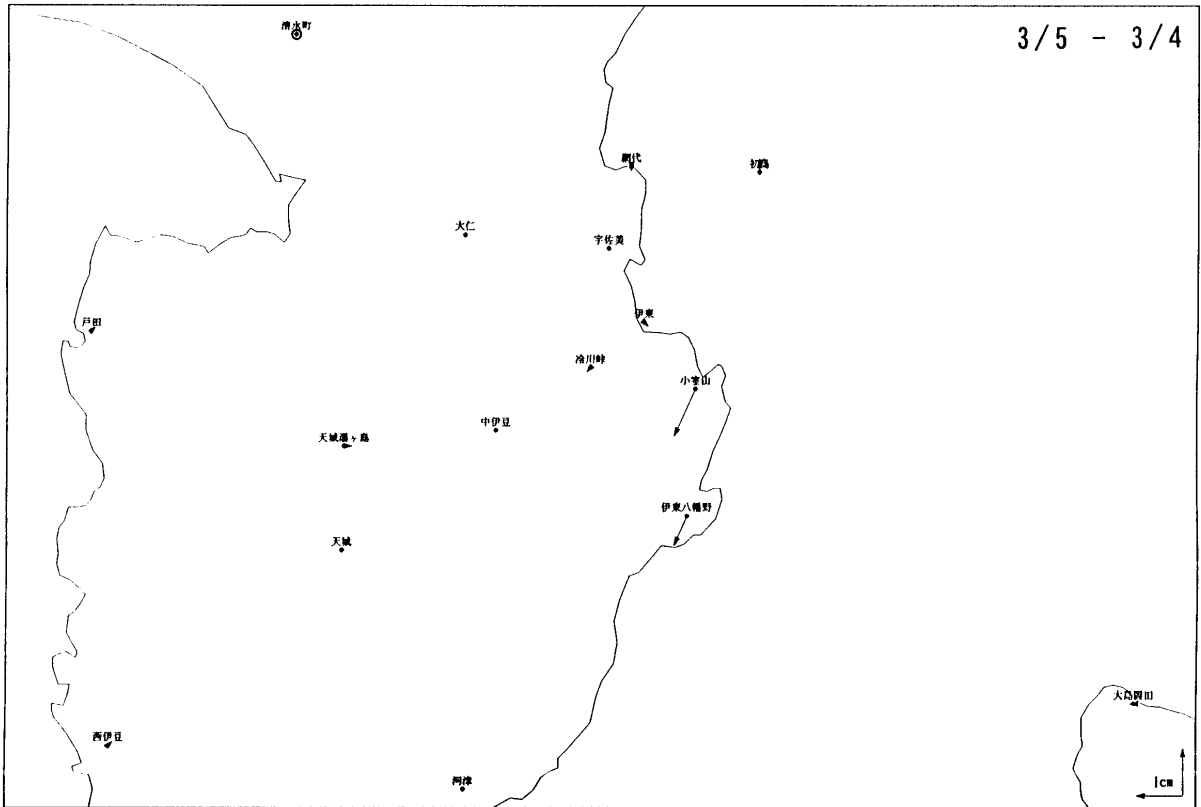 清水町
3/5 - 3/4
網代
初島
大仁
宇佐美
戸田
伊東
冷川峠
小室山
中伊豆
天城湯ヶ島
伊東八幡野
天城
大島岡田
西伊豆
河津
1cm